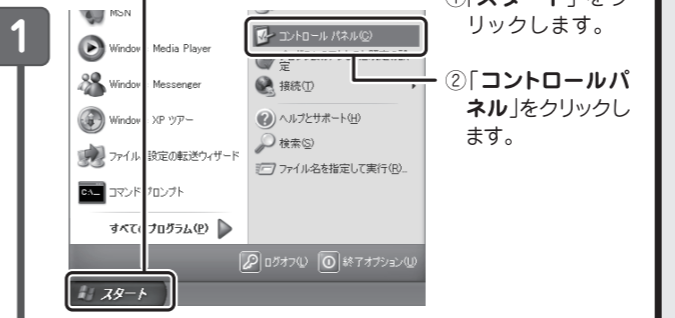 1
MSN
Windows Media Player
Windows Messenger
Windows XP ツアー
ファイル 設定の転送ウィザード
コマンド プロンプト
すべての プログラム(P)
コントロール パネル(C)
定
接続(T)
ヘルプとサポート(H)
検索(S)
ファイル名を指定して実行(R)...
ログオフ(L) 終了オプション(U)
スタート
①「スタート」をク
リックします。
②「コントロールパ
ネル」をクリックし
ます。